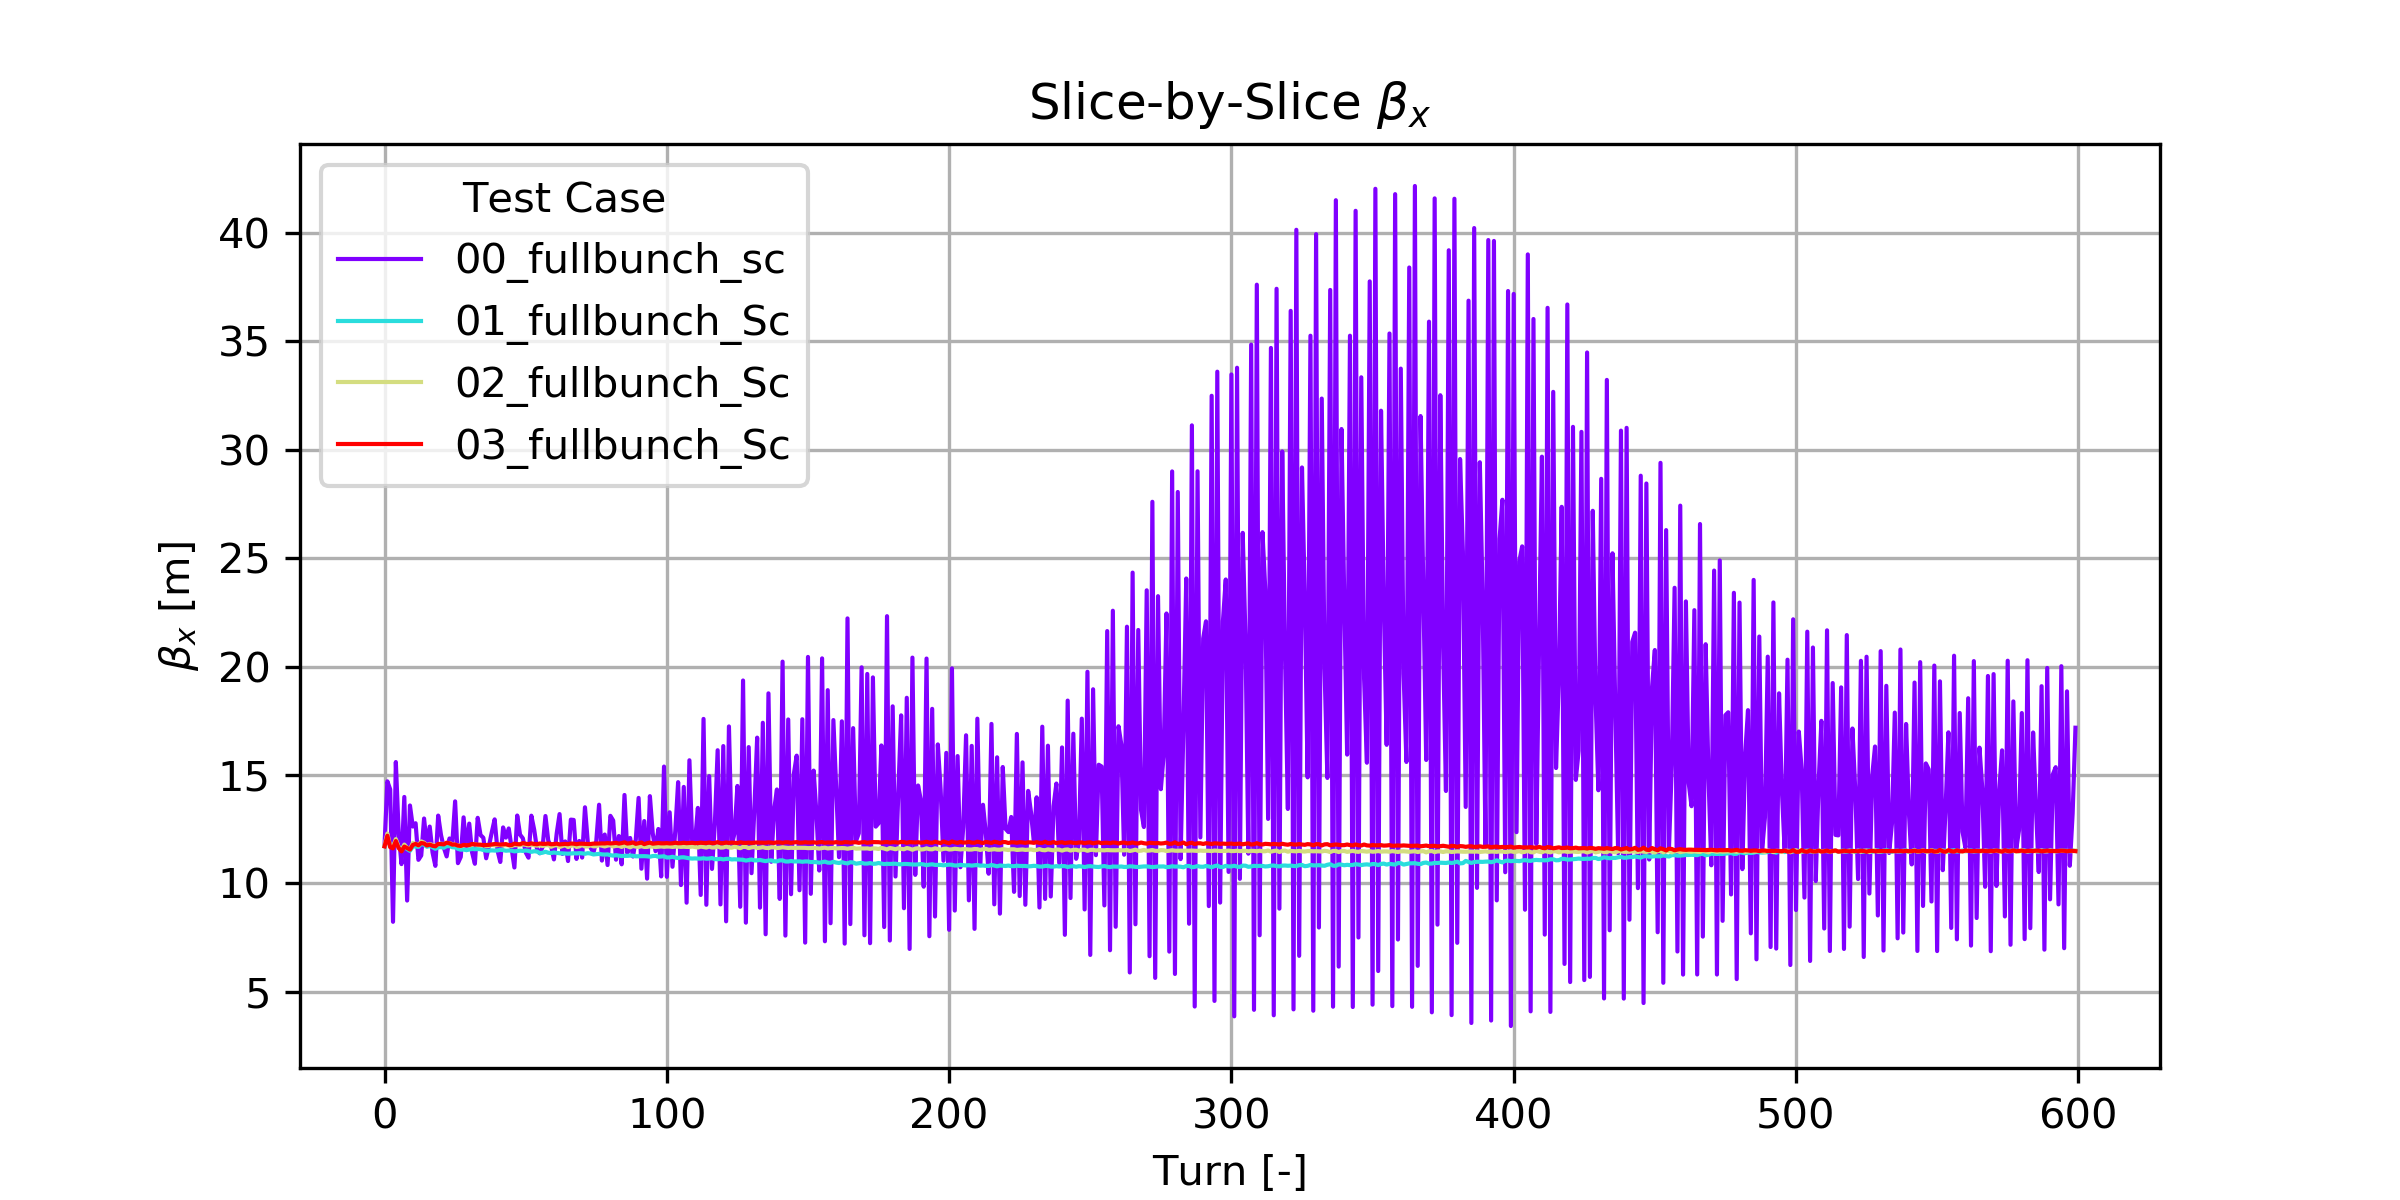 Slice-by-Slice βx
Test Case
00_fullbunch_sc
01_fullbunch_Sc
02_fullbunch_Sc
03_fullbunch_Sc
βx [m]
40
35
30
25
20
15
10
5
0 100 200 300 400 500 600
Turn [-]